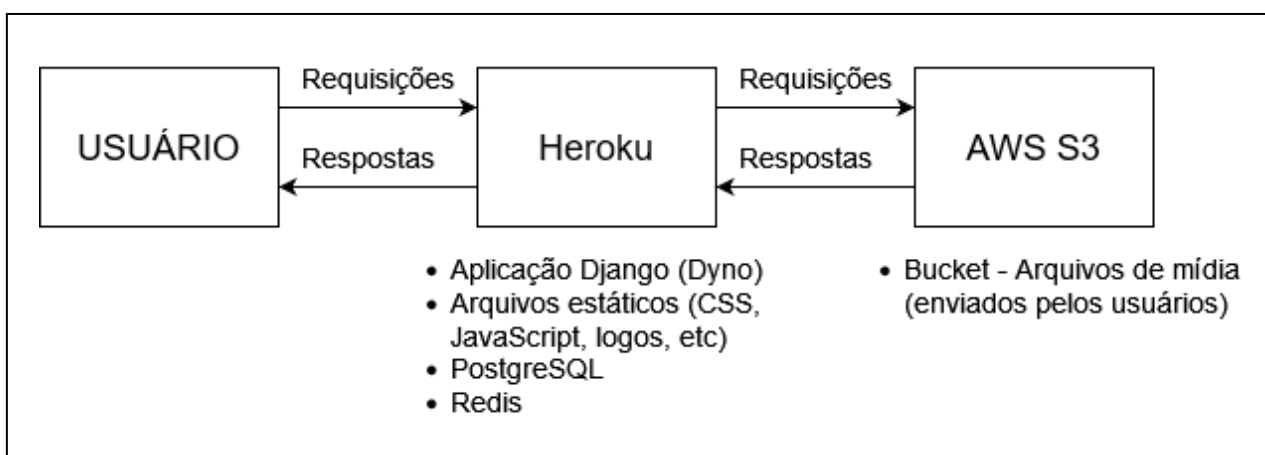 Requisições
Requisições
USUÁRIO
Heroku
AWS S3
Respostas
Respostas
• Aplicação Django (Dyno)
• Arquivos estáticos (CSS,
JavaScript, logos, etc)
• PostgreSQL
• Redis
• Bucket - Arquivos de mídia
(enviados pelos usuários)